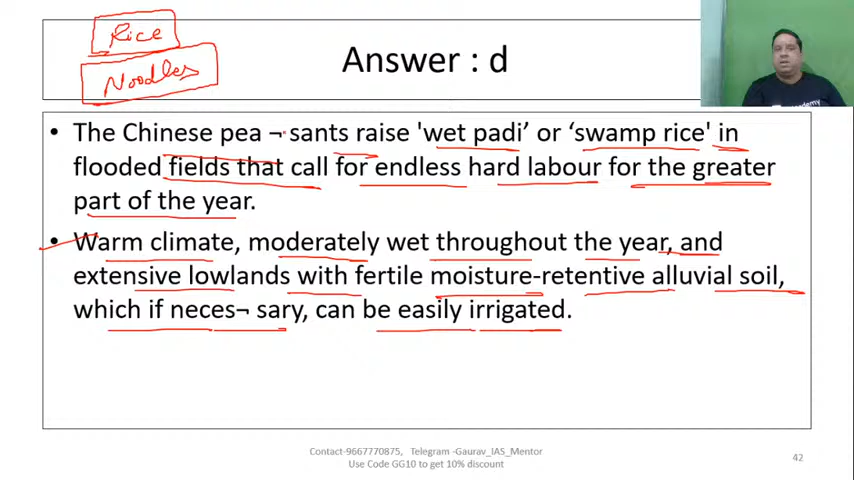 Rice
Noodles
Answer : d
• The Chinese pea ¬ sants raise 'wet padi’ or ‘swamp rice' in
flooded fields that call for endless hard labour for the greater
part of the year.
• Warm climate, moderately wet throughout the year, and
extensive lowlands with fertile moisture-retentive alluvial soil,
which if neces¬ sary, can be easily irrigated.
Contact-9667770875, Telegram -Gaurav_IAS_Mentor
Use Code GG10 to get 10% discount
42